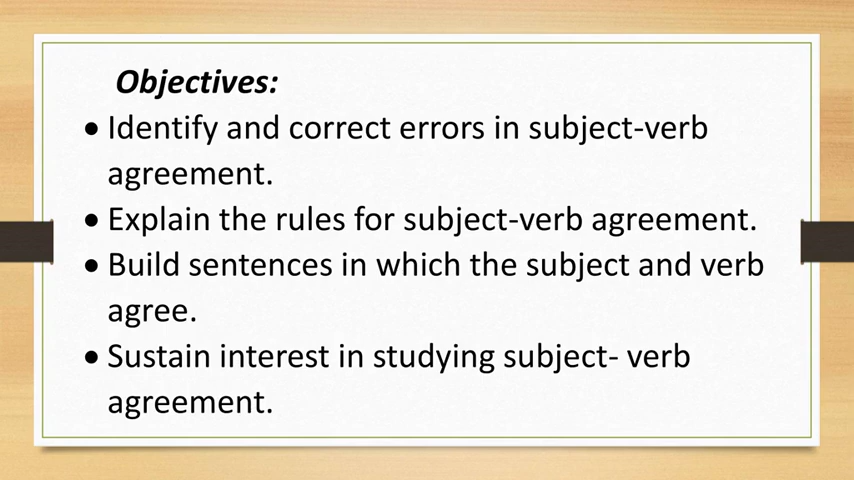 Objectives:
• Identify and correct errors in subject-verb
agreement.
• Explain the rules for subject-verb agreement.
• Build sentences in which the subject and verb
agree.
• Sustain interest in studying subject- verb
agreement.